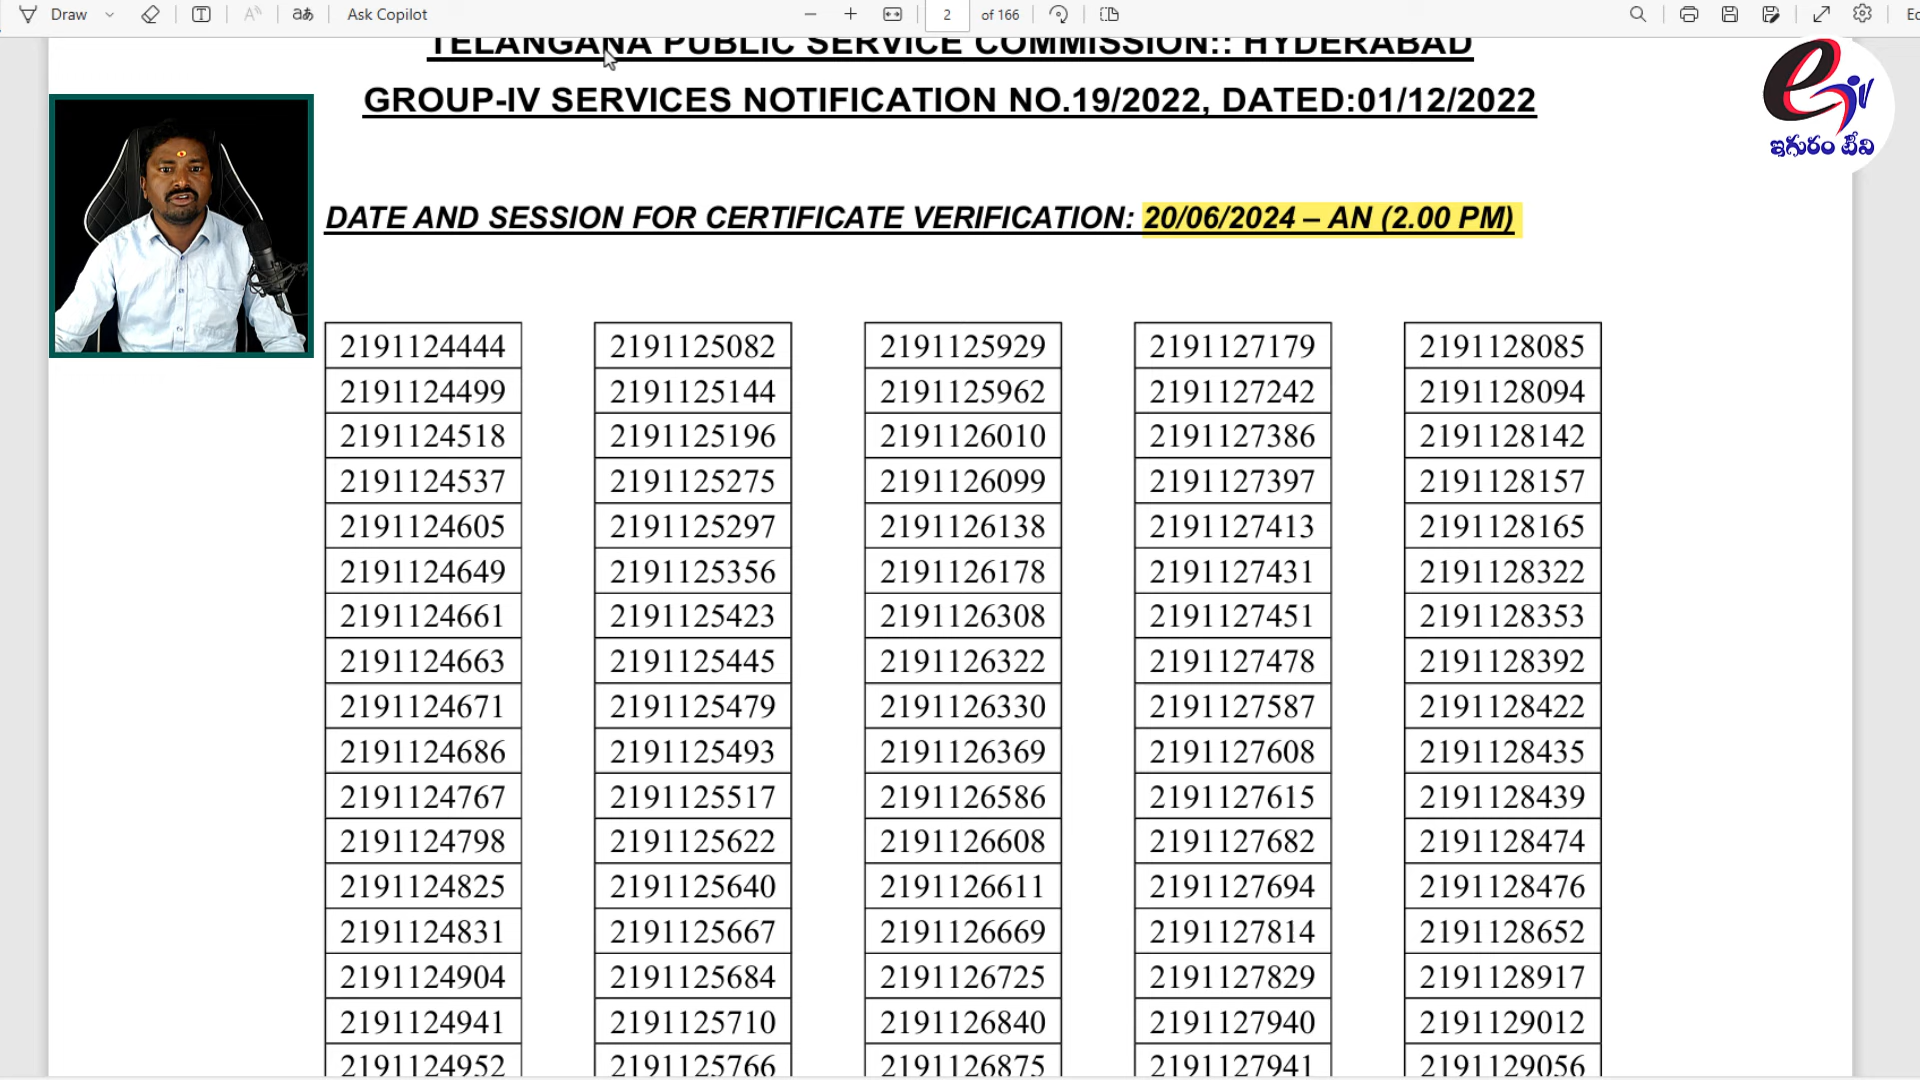 Draw
Ask Copilot
2 of 166
TELANGANA PUBLIC SERVICE COMMISSION:: HYDERABAD
GROUP-IV SERVICES NOTIFICATION NO.19/2022, DATED:01/12/2022
eTV
ఇగురం టీవి
DATE AND SESSION FOR CERTIFICATE VERIFICATION: 20/06/2024 – AN (2.00 PM)
2191124444 2191125082 2191125929 2191127179 2191128085
2191124499 2191125144 2191125962 2191127242 2191128094
2191124518 2191125196 2191126010 2191127386 2191128142
2191124537 2191125275 2191126099 2191127397 2191128157
2191124605 2191125297 2191126138 2191127413 2191128165
2191124649 2191125356 2191126178 2191127431 2191128322
2191124661 2191125423 2191126308 2191127451 2191128353
2191124663 2191125445 2191126322 2191127478 2191128392
2191124671 2191125479 2191126330 2191127587 2191128422
2191124686 2191125493 2191126369 2191127608 2191128435
2191124767 2191125517 2191126586 2191127615 2191128439
2191124798 2191125622 2191126608 2191127682 2191128474
2191124825 2191125640 2191126611 2191127694 2191128476
2191124831 2191125667 2191126669 2191127814 2191128652
2191124904 2191125684 2191126725 2191127829 2191128917
2191124941 2191125710 2191126840 2191127940 2191129012
2191124952 2191125766 2191126875 2191127941 2191129056